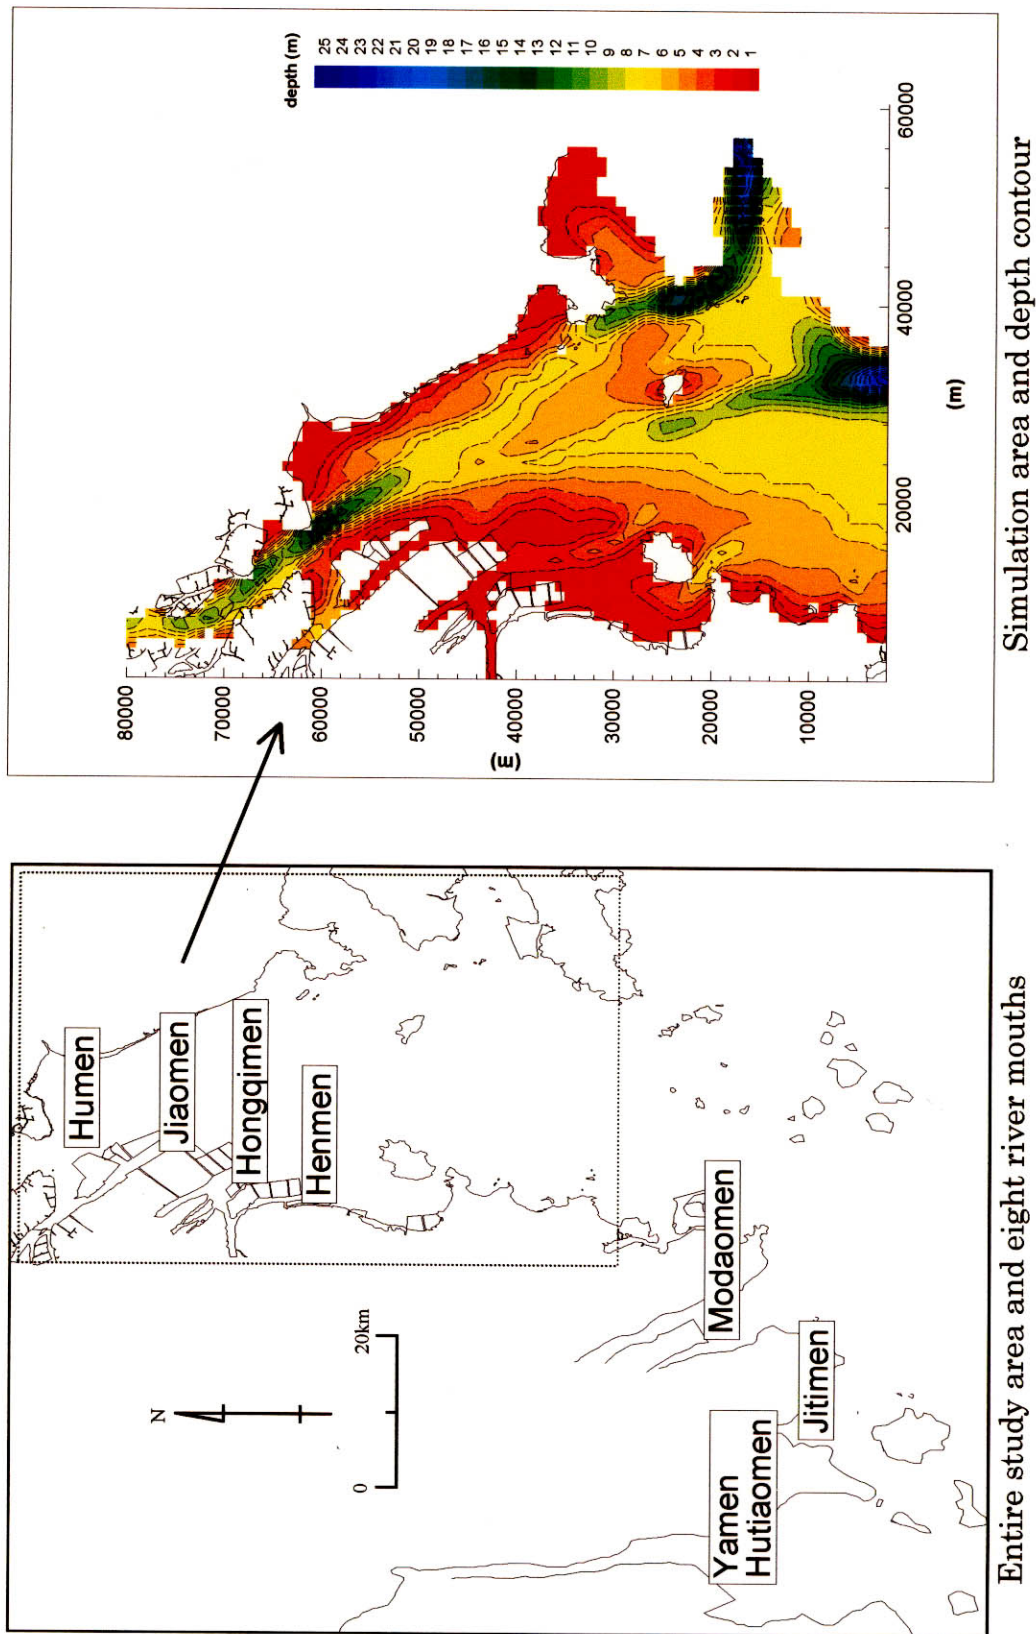 Humen
Jiaomen
Hongqimen
Henmen
N
0
20km
Modaomen
Yamen
Hutiaomen
Jitimen
Entire study area and eight river mouths
depth (m)
25
24
23
22
21
20
19
18
17
16
15
14
13
12
11
10
9
8
7
6
5
4
3
2
1
80000
70000
60000
50000
40000
30000
20000
10000
(m)
20000
40000
60000
(m)
Simulation area and depth contour